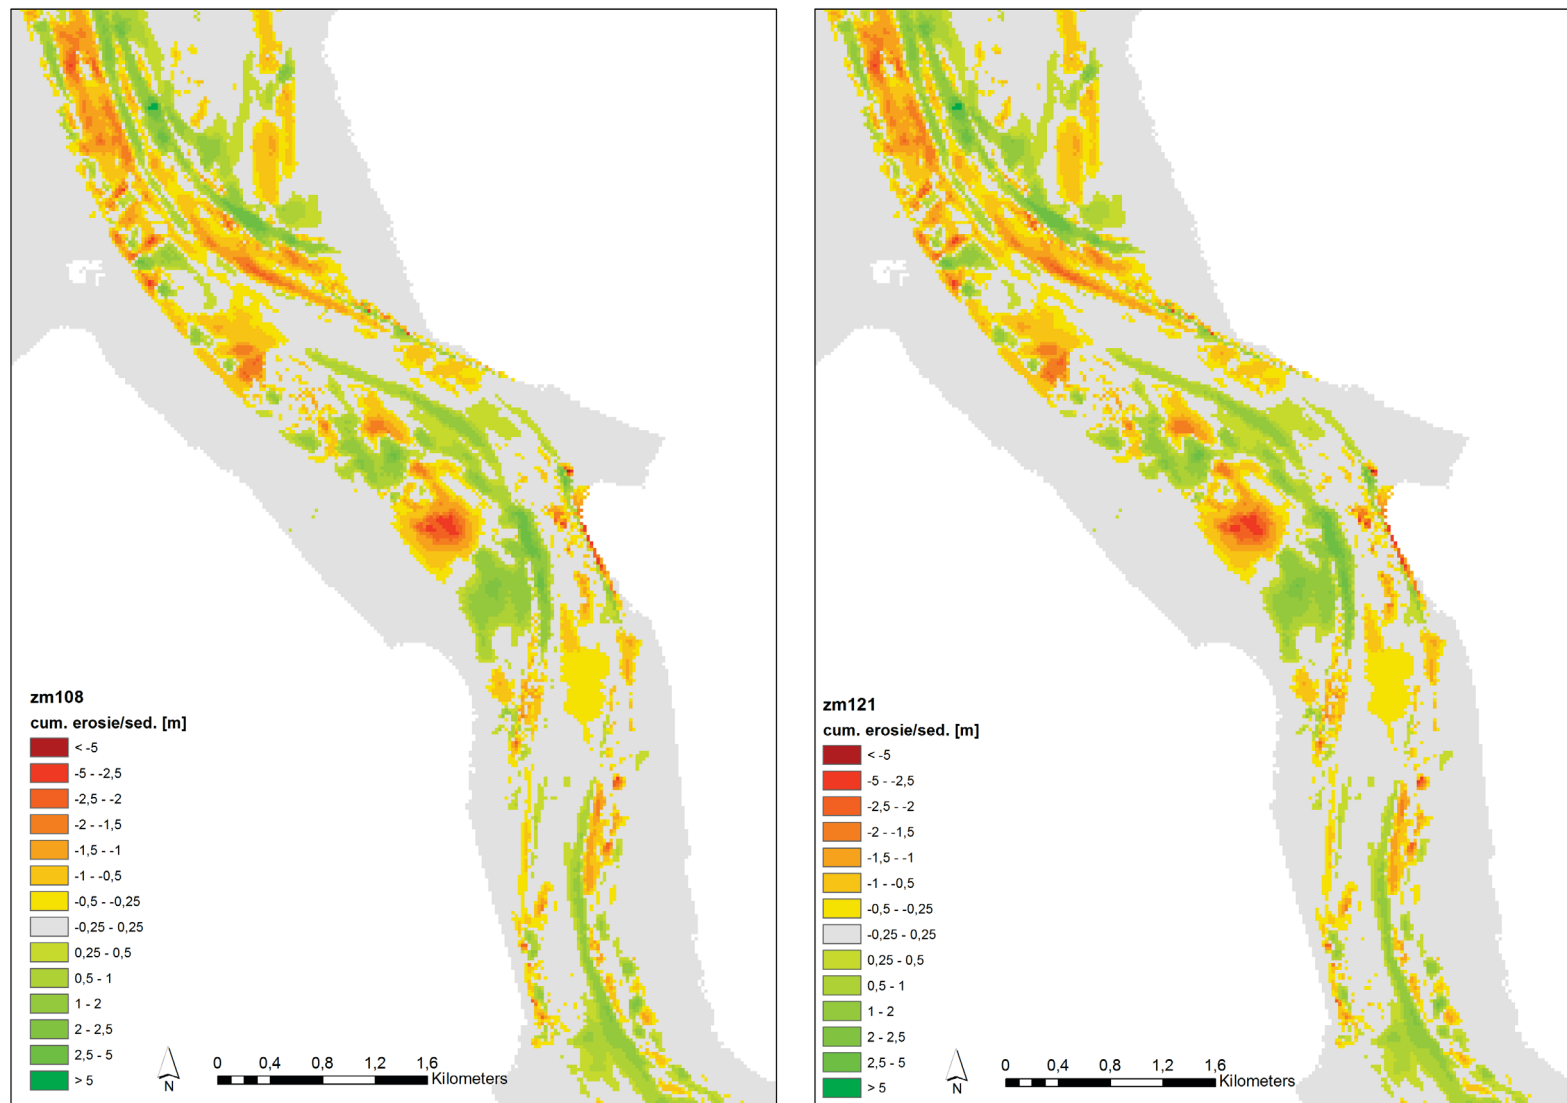 zm108
cum. erosie/sed. [m]
< -5
-5 - -2,5
-2,5 - -2
-2 - -1,5
-1,5 - -1
-1 - -0,5
-0,5 - -0,25
-0,25 - 0,25
0,25 - 0,5
0,5 - 1
1 - 2
2 - 2,5
2,5 - 5
> 5
N
0 0,4 0,8 1,2 1,6
Kilometers
zm121
cum. erosie/sed. [m]
< -5
-5 - -2,5
-2,5 - -2
-2 - -1,5
-1,5 - -1
-1 - -0,5
-0,5 - -0,25
-0,25 - 0,25
0,25 - 0,5
0,5 - 1
1 - 2
2 - 2,5
2,5 - 5
> 5
N
0 0,4 0,8 1,2 1,6
Kilometers